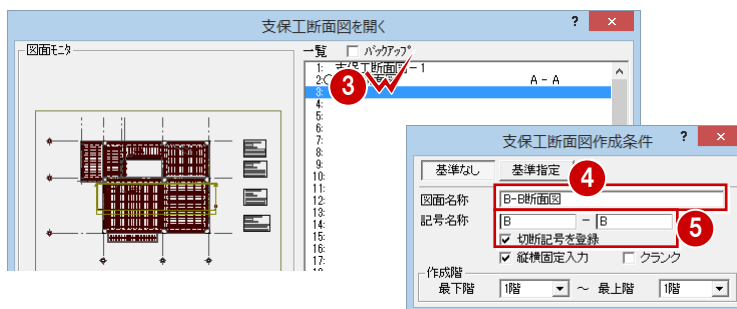 支保工断面図を開く ? ×
図面モニタ
一覧 バックアップ
1: 支保工断面図－1
2:○ A－A
3:
4:
5:
6:
7:
8:
9:
10:
11:
12:
13:
14:
15:
16:
17:
3
支保工断面図作成条件 ? ×
基準なし 基準指定
4
図面名称 B-B断面図
記号名称 B － B
5
切断記号を登録
縦横固定入力 クランク
作成階
最下階 1階 ～ 最上階 1階